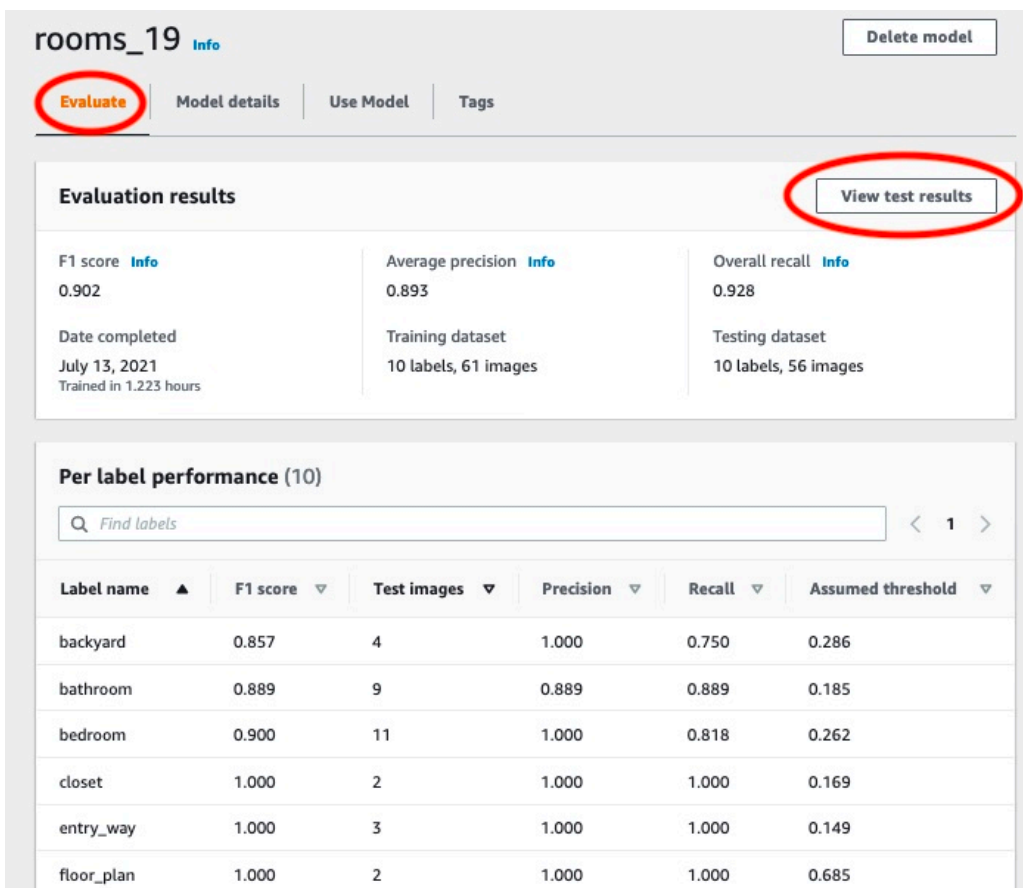 rooms_19 Info
Delete model
Evaluate Model details Use Model Tags
Evaluation results
View test results
F1 score Info Average precision Info Overall recall Info
0.902 0.893 0.928
Date completed Training dataset Testing dataset
July 13, 2021 10 labels, 61 images 10 labels, 56 images
Trained in 1.223 hours
Per label performance (10)
Find labels
1
Label name F1 score Test images Precision Recall Assumed threshold
backyard 0.857 4 1.000 0.750 0.286
bathroom 0.889 9 0.889 0.889 0.185
bedroom 0.900 11 1.000 0.818 0.262
closet 1.000 2 1.000 1.000 0.169
entry_way 1.000 3 1.000 1.000 0.149
floor_plan 1.000 2 1.000 1.000 0.685